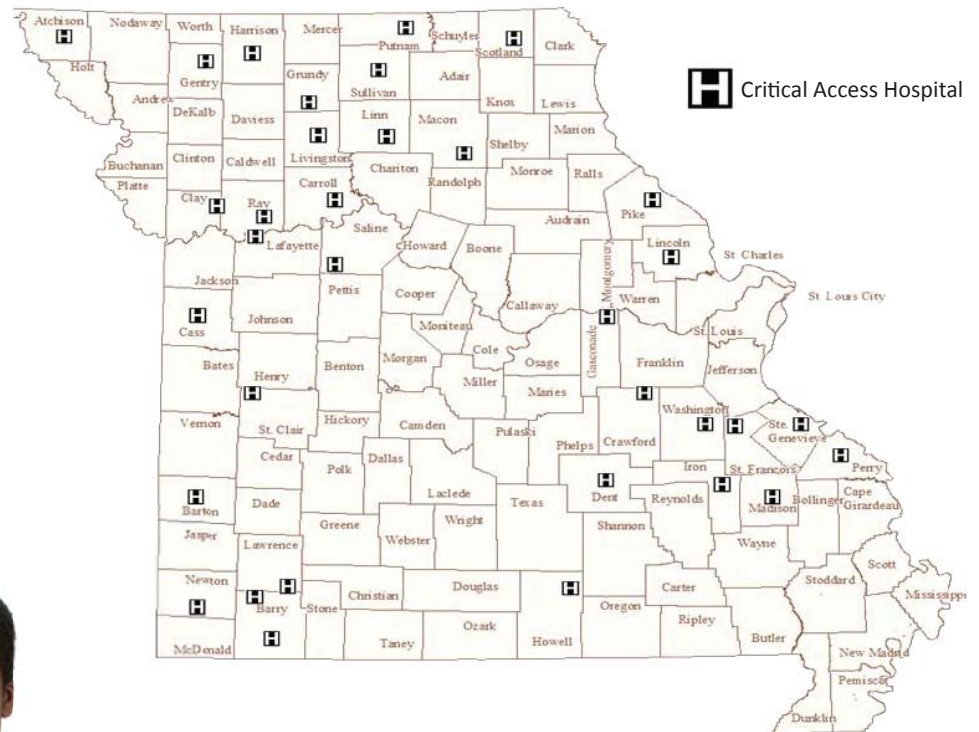 Atchison
Nodaway
Worth
Harrison
Mercer
Putnam
Schuyler
Scotland
Clark
Holt
Gentry
Grundy
Sullivan
Adair
Knox
Lewis
H Critical Access Hospital
Andrew
DeKalb
Daviess
Linn
Macon
Shelby
Marion
Buchanan
Clinton
Caldwell
Livingston
Chariton
Randolph
Monroe
Ralls
Platte
Clay
Ray
Carroll
Saline
Audrain
Pike
Lafayette
Howard
Boone
Montgomery
Lincoln
St. Charles
Jackson
Pettis
Cooper
Callaway
Warren
St. Louis City
Cass
Johnson
Moniteau
Cole
Osage
Gasconade
Franklin
St. Louis
Bates
Henry
Benton
Morgan
Miller
Maries
Jefferson
Vernon
St. Clair
Hickory
Camden
Pulaski
Phelps
Crawford
Washington
Ste.
Genevieve
Cedar
Polk
Dallas
Laclede
Texas
Dent
Iron
St. Francois
Perry
Barton
Dade
Greene
Webster
Wright
Shannon
Reynolds
Madison
Bollinger
Cape
Girardeau
Jasper
Lawrence
Wayne
Newton
Barry
Stone
Christian
Douglas
Carter
Stoddard
Scott
Mississippi
McDonald
Taney
Ozark
Howell
Oregon
Ripley
Butler
New Madrid
Pemiscot
Dunklin